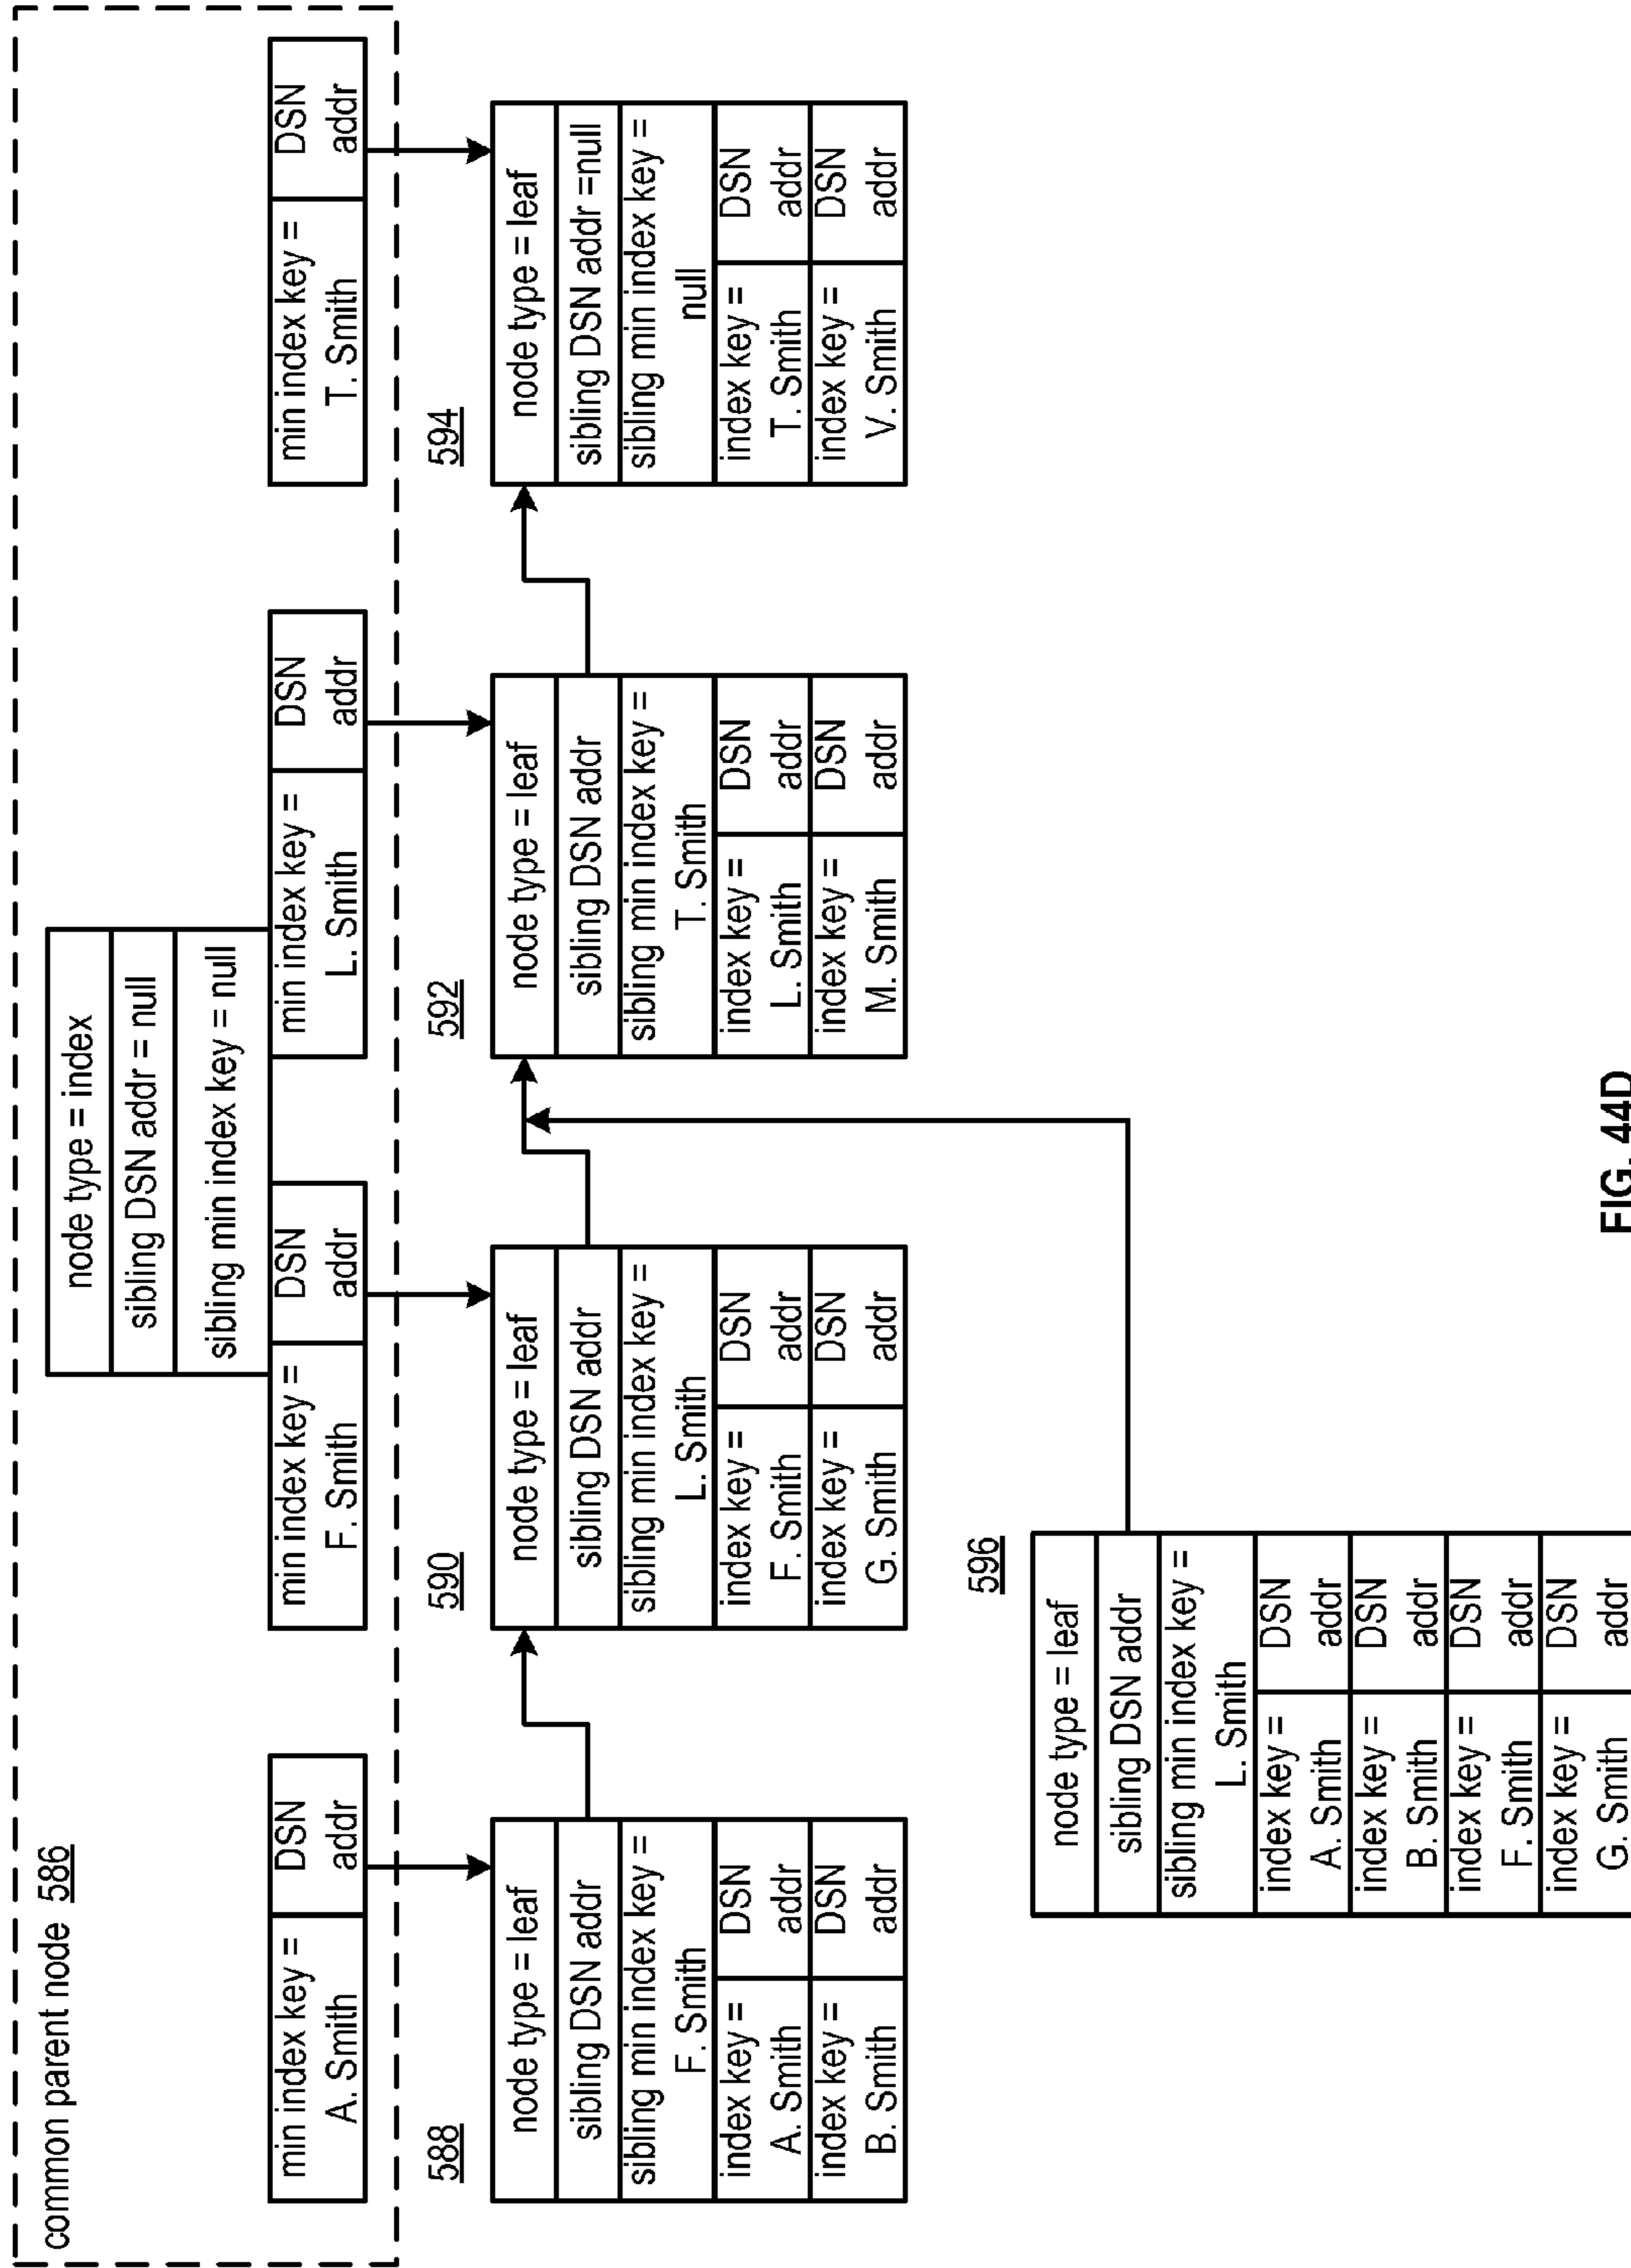 common parent node 586
node type = index
sibling DSN addr = null
sibling min index key = null
min index key =
A. Smith
DSN
addr
min index key =
F. Smith
DSN
addr
min index key =
L. Smith
DSN
addr
min index key =
T. Smith
DSN
addr
588
node type = leaf
sibling DSN addr
sibling min index key =
F. Smith
index key =
A. Smith
DSN
addr
index key =
B. Smith
DSN
addr
590
node type = leaf
sibling DSN addr
sibling min index key =
L. Smith
index key =
F. Smith
DSN
addr
index key =
G. Smith
DSN
addr
592
node type = leaf
sibling DSN addr
sibling min index key =
T. Smith
index key =
L. Smith
DSN
addr
index key =
M. Smith
DSN
addr
594
node type = leaf
sibling DSN addr =null
sibling min index key =
null
index key =
T. Smith
DSN
addr
index key =
V. Smith
DSN
addr
596
node type = leaf
sibling DSN addr
sibling min index key =
L. Smith
index key =
A. Smith
DSN
addr
index key =
B. Smith
DSN
addr
index key =
F. Smith
DSN
addr
index key =
G. Smith
DSN
addr
FIG. 44D